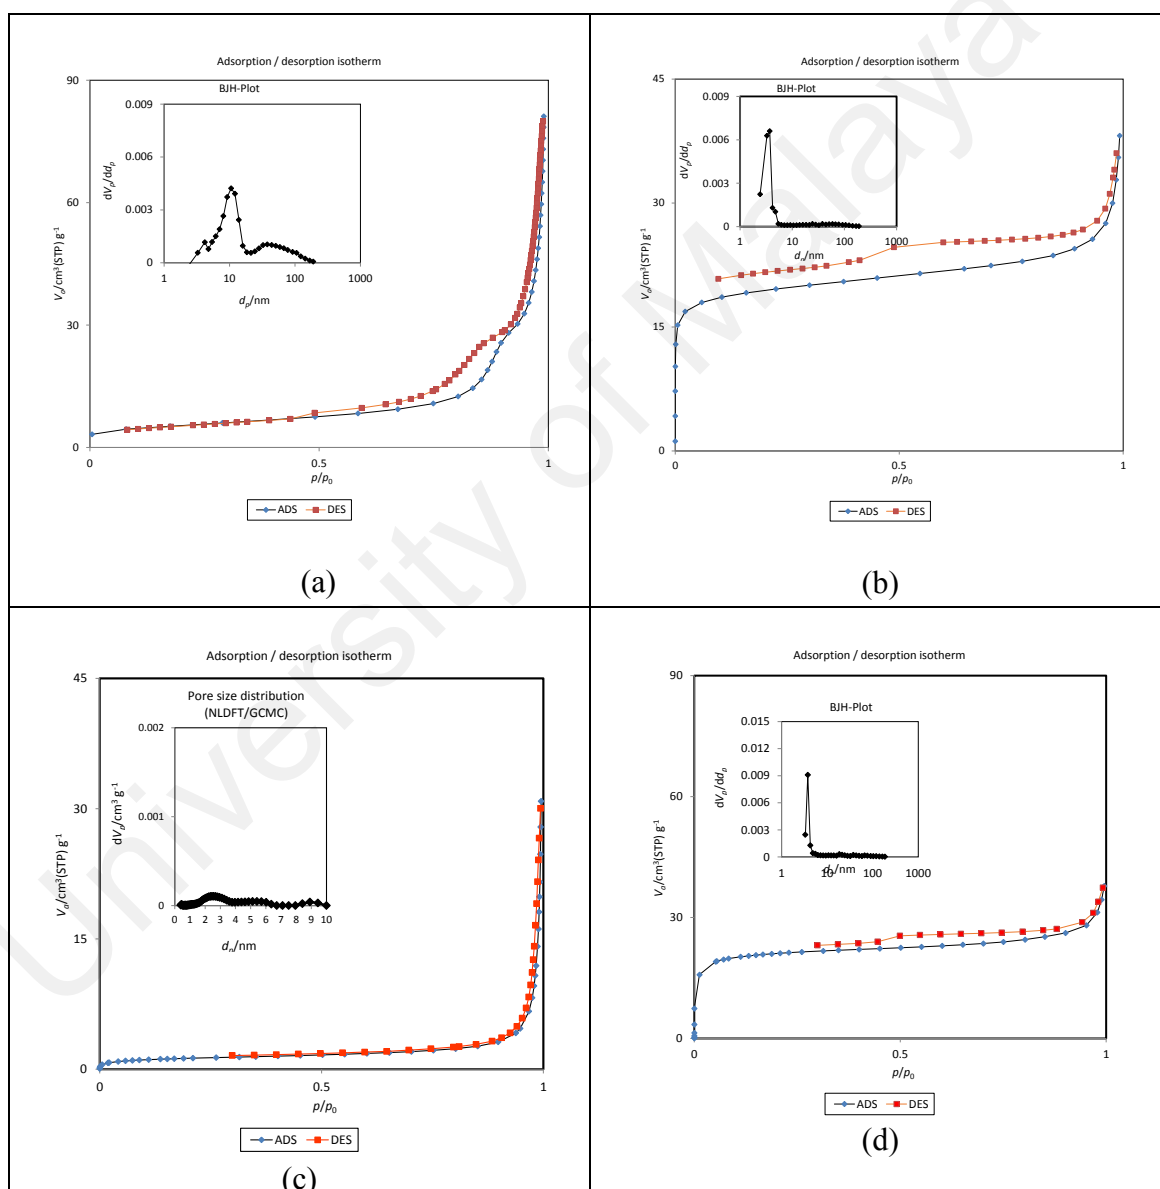 Adsorption / desorption isotherm
90
60
30
0
Vₐ/cm³(STP) g⁻¹
BJH-Plot
0.009
0.006
0.003
0
dVₚ/ddₚ
1 10 100 1000
dₚ/nm
0 0.5 1
p/p₀
ADS DES
(a)
Adsorption / desorption isotherm
45
30
15
0
Vₐ/cm³(STP) g⁻¹
BJH-Plot
0.009
0.006
0.003
0
dVₚ/ddₚ
1 10 100 1000
dₚ/nm
0 0.5 1
p/p₀
ADS DES
(b)
Adsorption / desorption isotherm
45
30
15
0
Vₐ/cm³(STP) g⁻¹
Pore size distribution
(NLDFT/GCMC)
0.002
0.001
0
dVₚ/cm³ g⁻¹
0 1 2 3 4 5 6 7 8 9 10
dₚ/nm
0 0.5 1
p/p₀
ADS DES
(c)
Adsorption / desorption isotherm
90
60
30
0
Vₐ/cm³(STP) g⁻¹
BJH-Plot
0.015
0.012
0.009
0.006
0.003
0
dVₚ/ddₚ
1 10 100 1000
dₚ/nm
0 0.5 1
p/p₀
ADS DES
(d)
University of Malaya